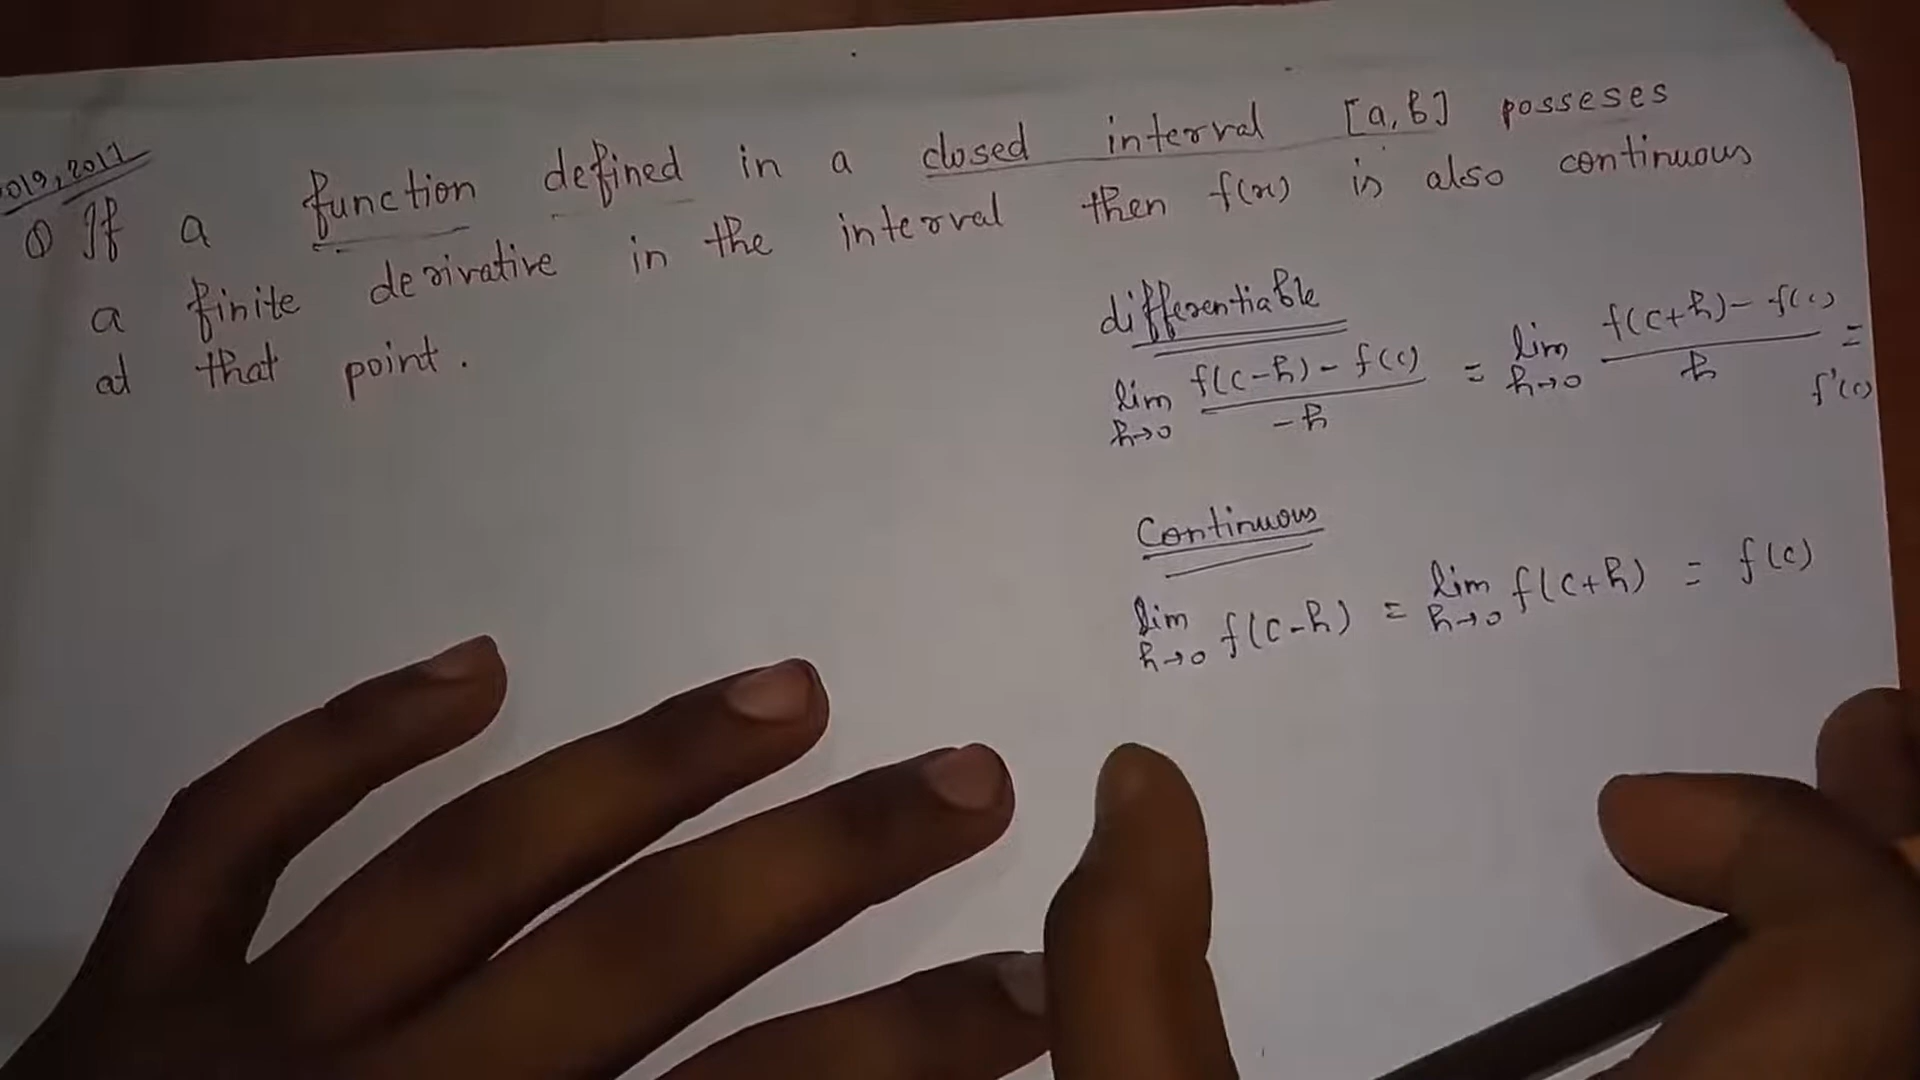 2019, 2017
① If a function defined in a closed interval [a,b] posseses
a finite derivative in the interval then f(x) is also continuous
at that point.
differentiable
lim h→0 f(c-h) - f(c) / -h = lim h→0 f(c+h) - f(c) / h = f'(c)
Continuous
lim h→0 f(c-h) = lim h→0 f(c+h) = f(c)